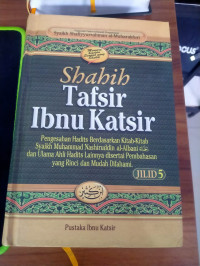 Syaikh Shafiyyurrahman al-Mubarakfuri
Shahih
Tafsir
Ibnu Katsir
Pengesahan Hadits Berdasarkan Kitab-Kitab
Syaikh Muhammad Nashiruddin al-Albani
dan Ulama Ahli Hadits Lainnya disertai Pembahasan
yang Rinci dan Mudah Difahami.
JILID 5
Pustaka Ibnu Katsir